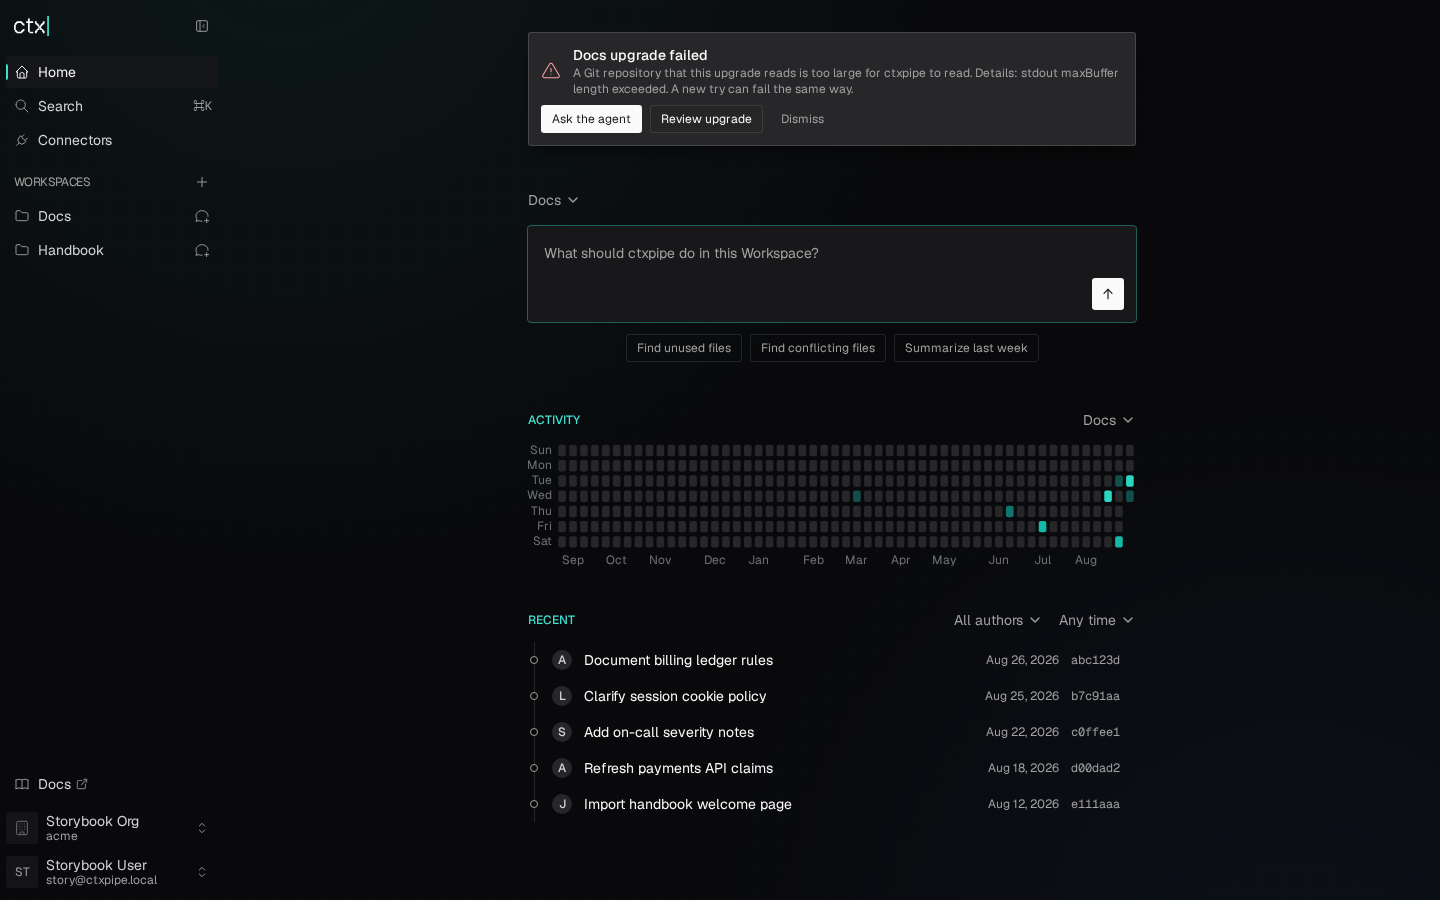 ctx
Home
Search ⌘K
Connectors
WORKSPACES
Docs
Handbook
Docs
Storybook Org
acme
ST
Storybook User
story@ctxpipe.local
Docs upgrade failed
A Git repository that this upgrade reads is too large for ctxpipe to read. Details: stdout maxBuffer
length exceeded. A new try can fail the same way.
Ask the agent Review upgrade Dismiss
Docs
What should ctxpipe do in this Workspace?
Find unused files Find conflicting files Summarize last week
ACTIVITY Docs
Sun
Mon
Tue
Wed
Thu
Fri
Sat
Sep Oct Nov Dec Jan Feb Mar Apr May Jun Jul Aug
RECENT All authors Any time
A Document billing ledger rules Aug 26, 2026 abc123d
L Clarify session cookie policy Aug 25, 2026 b7c91aa
S Add on-call severity notes Aug 22, 2026 c0ffee1
A Refresh payments API claims Aug 18, 2026 d00dad2
J Import handbook welcome page Aug 12, 2026 e111aaa